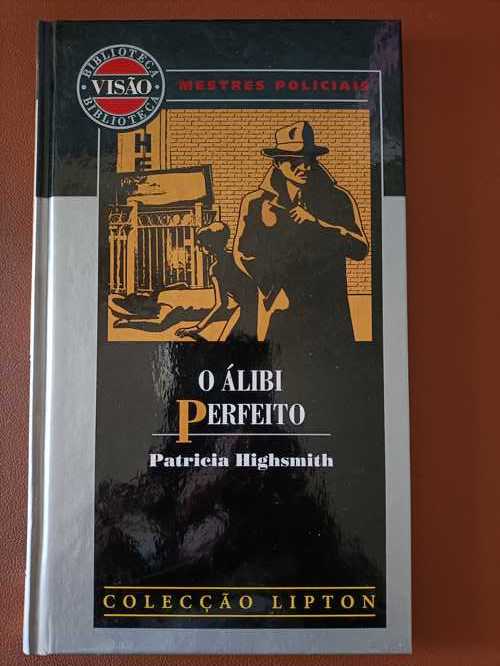 BIBLIOTECA
VISÃO
BIBLIOTECA
MESTRES POLICIAIS
H
E
O ÁLIBI
PERFEITO
Patricia Highsmith
COLECÇÃO LIPTON